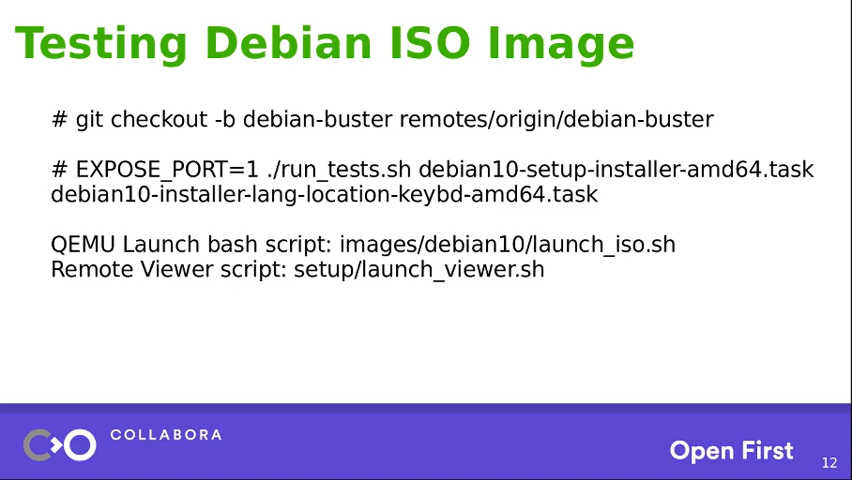 Testing Debian ISO Image
# git checkout -b debian-buster remotes/origin/debian-buster
# EXPOSE_PORT=1 ./run_tests.sh debian10-setup-installer-amd64.task
debian10-installer-lang-location-keybd-amd64.task
QEMU Launch bash script: images/debian10/launch_iso.sh
Remote Viewer script: setup/launch_viewer.sh
COLLABORA
Open First
12